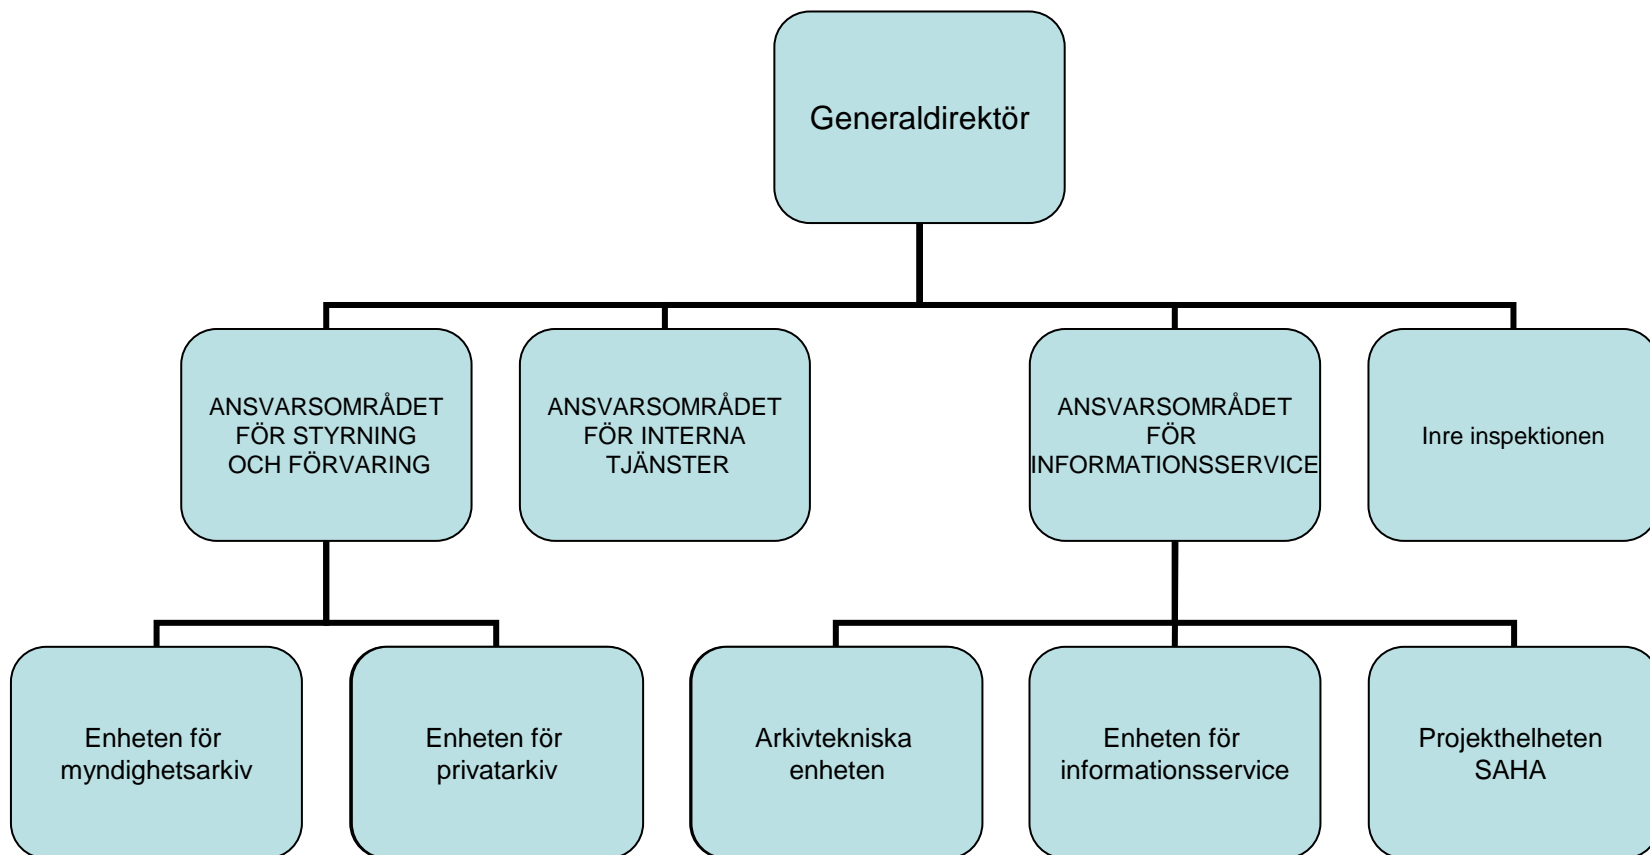 Generaldirektör
ANSVARSOMRÅDET
FÖR STYRNING
OCH FÖRVARING
ANSVARSOMRÅDET
FÖR INTERNA
TJÄNSTER
ANSVARSOMRÅDET
FÖR
INFORMATIONSSERVICE
Inre inspektionen
Enheten för
myndighetsarkiv
Enheten för
privatarkiv
Arkivtekniska
enheten
Enheten för
informationsservice
Projekthelheten
SAHA